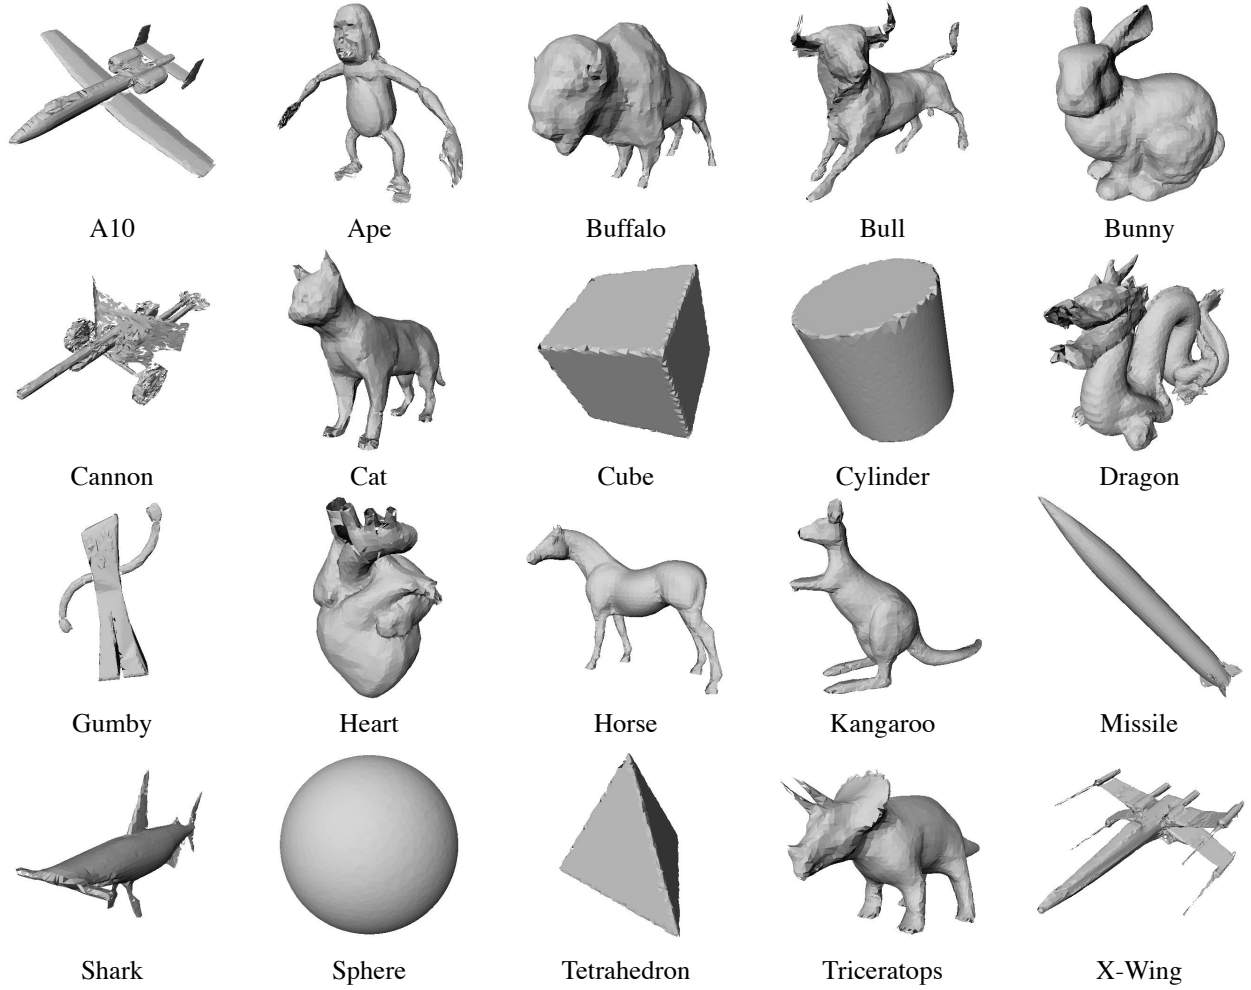 A10 Ape Buffalo Bull Bunny
Cannon Cat Cube Cylinder Dragon
Gumby Heart Horse Kangaroo Missile
Shark Sphere Tetrahedron Triceratops X-Wing